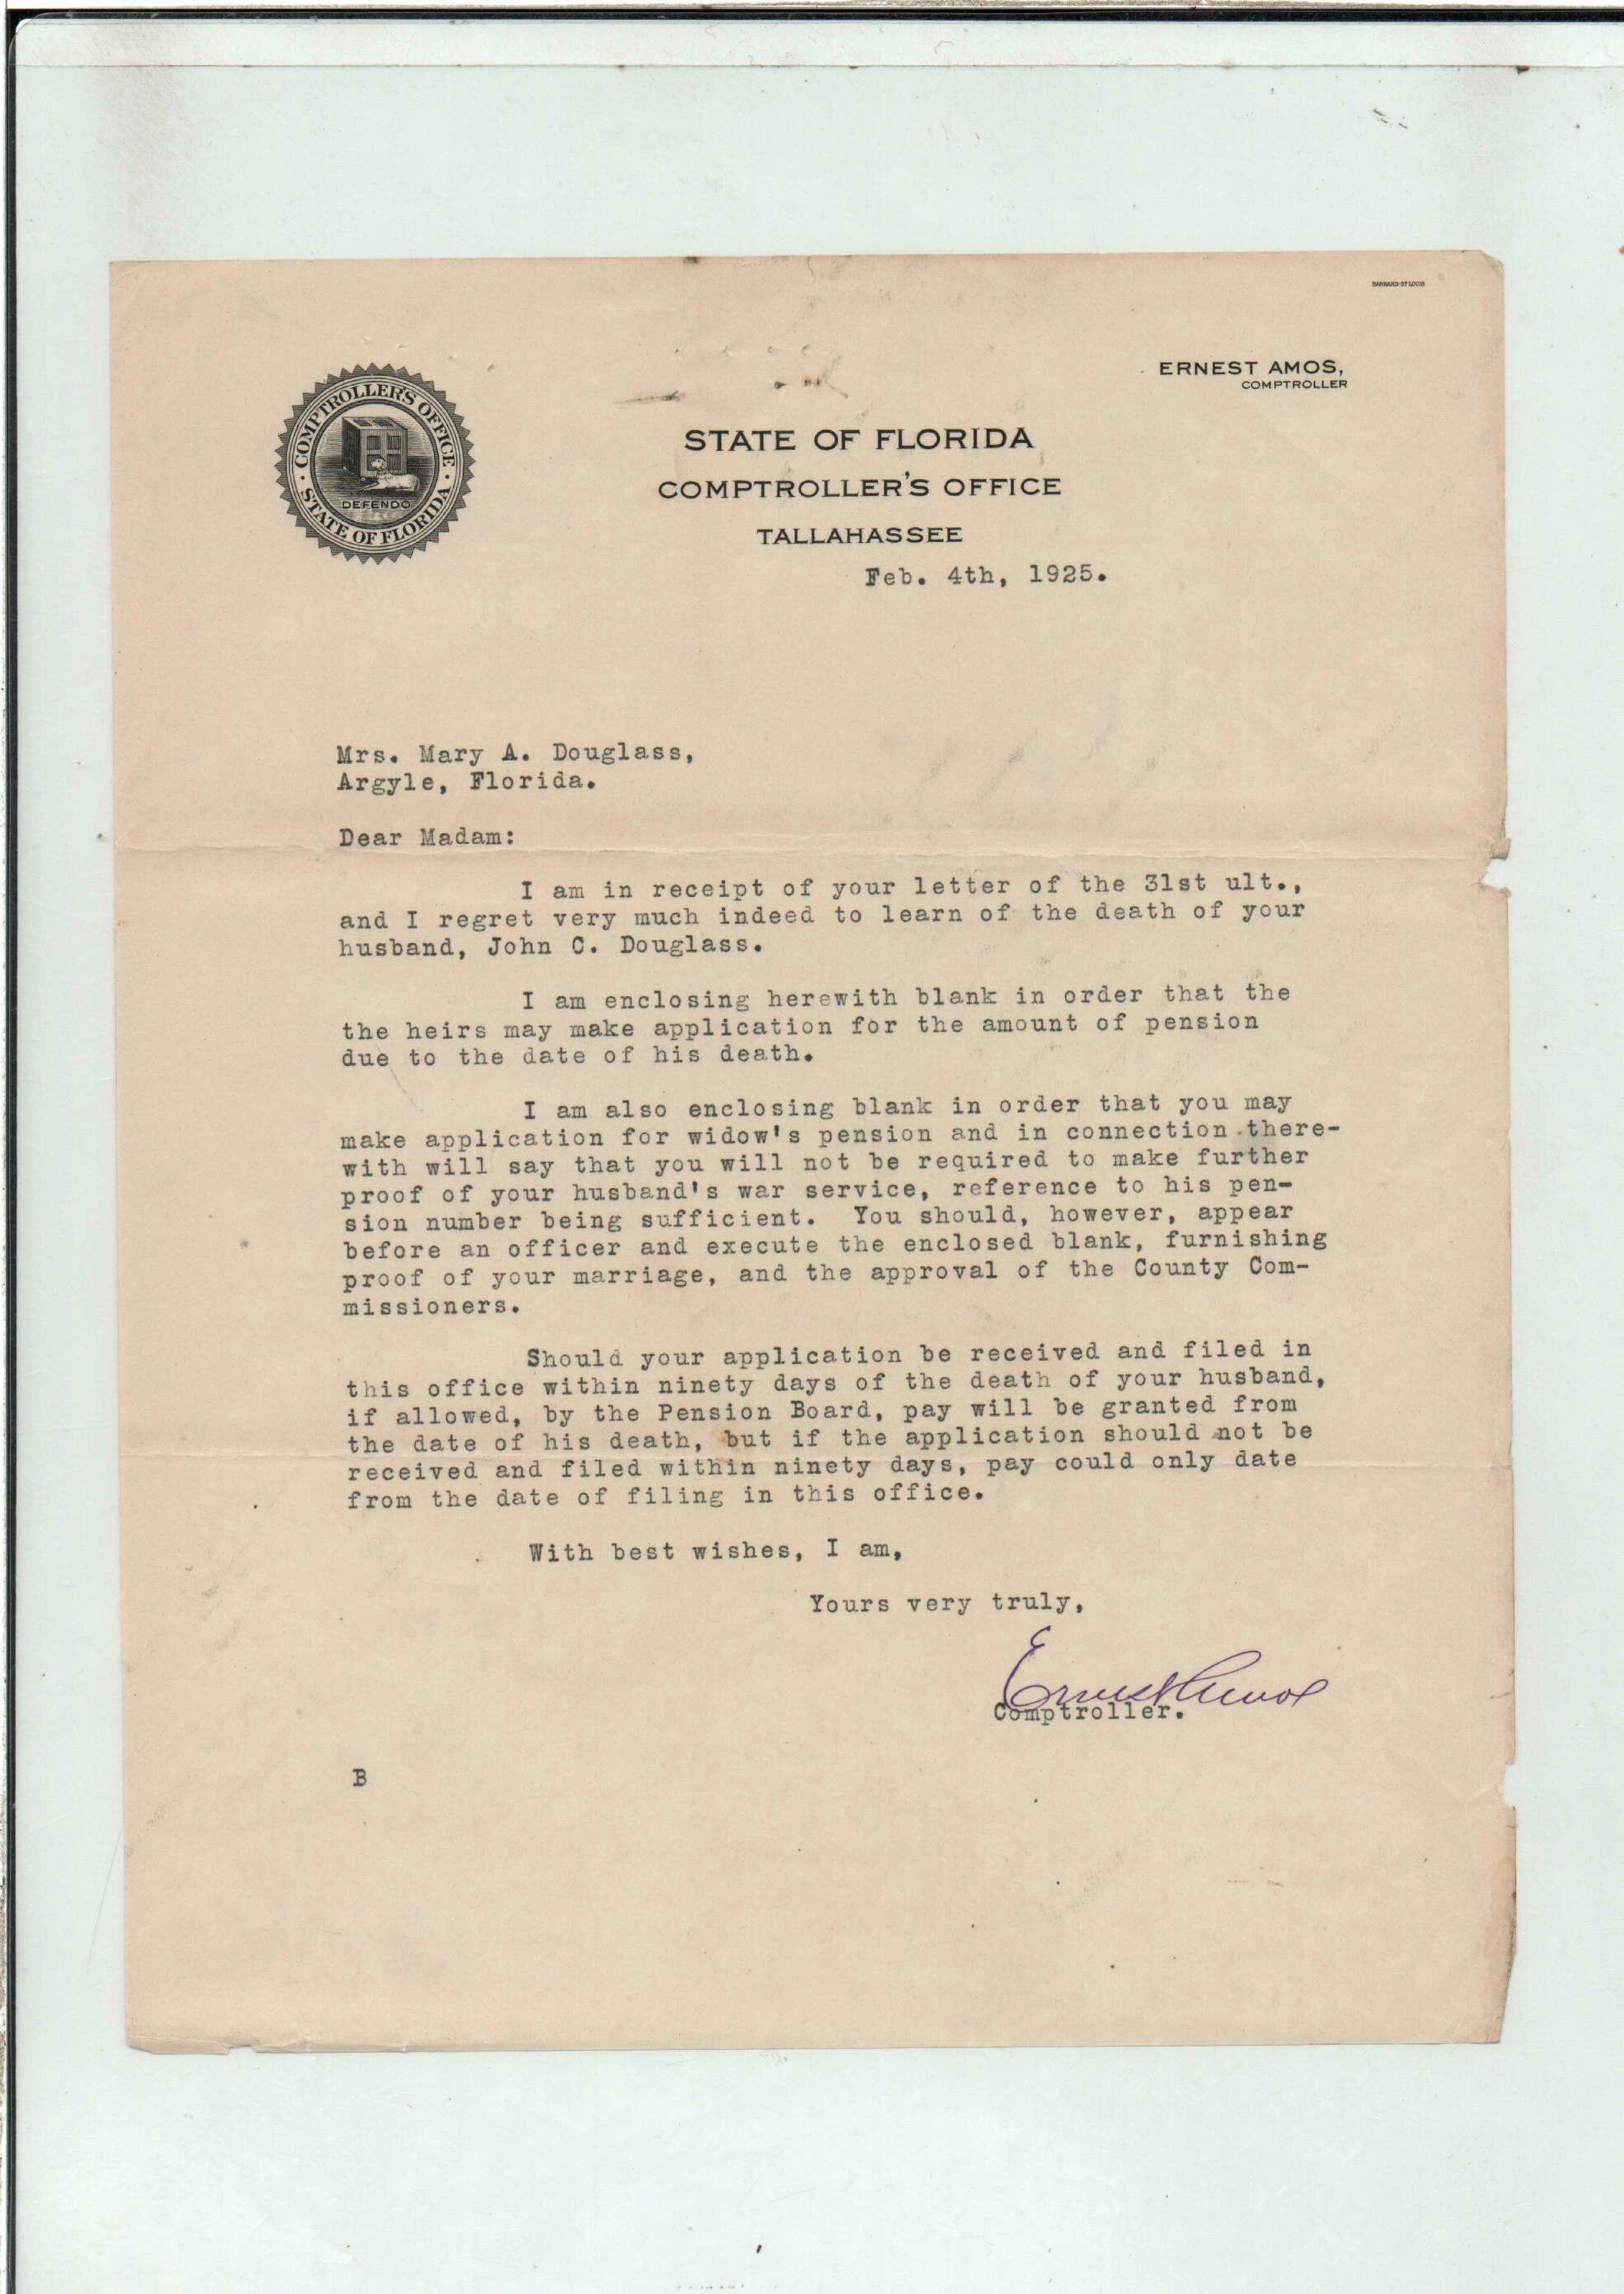 BARNARD-ST LOUIS
ERNEST AMOS,
COMPTROLLER
COMPTROLLER'S OFFICE
DEFENDO
STATE OF FLORIDA
STATE OF FLORIDA
COMPTROLLER'S OFFICE
TALLAHASSEE
Feb. 4th, 1925.
Mrs. Mary A. Douglass,
Argyle, Florida.
Dear Madam:
I am in receipt of your letter of the 31st ult.,
and I regret very much indeed to learn of the death of your
husband, John C. Douglass.
I am enclosing herewith blank in order that the
the heirs may make application for the amount of pension
due to the date of his death.
I am also enclosing blank in order that you may
make application for widow's pension and in connection there-
with will say that you will not be required to make further
proof of your husband's war service, reference to his pen-
sion number being sufficient. You should, however, appear
before an officer and execute the enclosed blank, furnishing
proof of your marriage, and the approval of the County Com-
missioners.
Should your application be received and filed in
this office within ninety days of the death of your husband,
if allowed, by the Pension Board, pay will be granted from
the date of his death, but if the application should not be
received and filed within ninety days, pay could only date
from the date of filing in this office.
With best wishes, I am,
Yours very truly,
Ernest Amos
Comptroller.
B